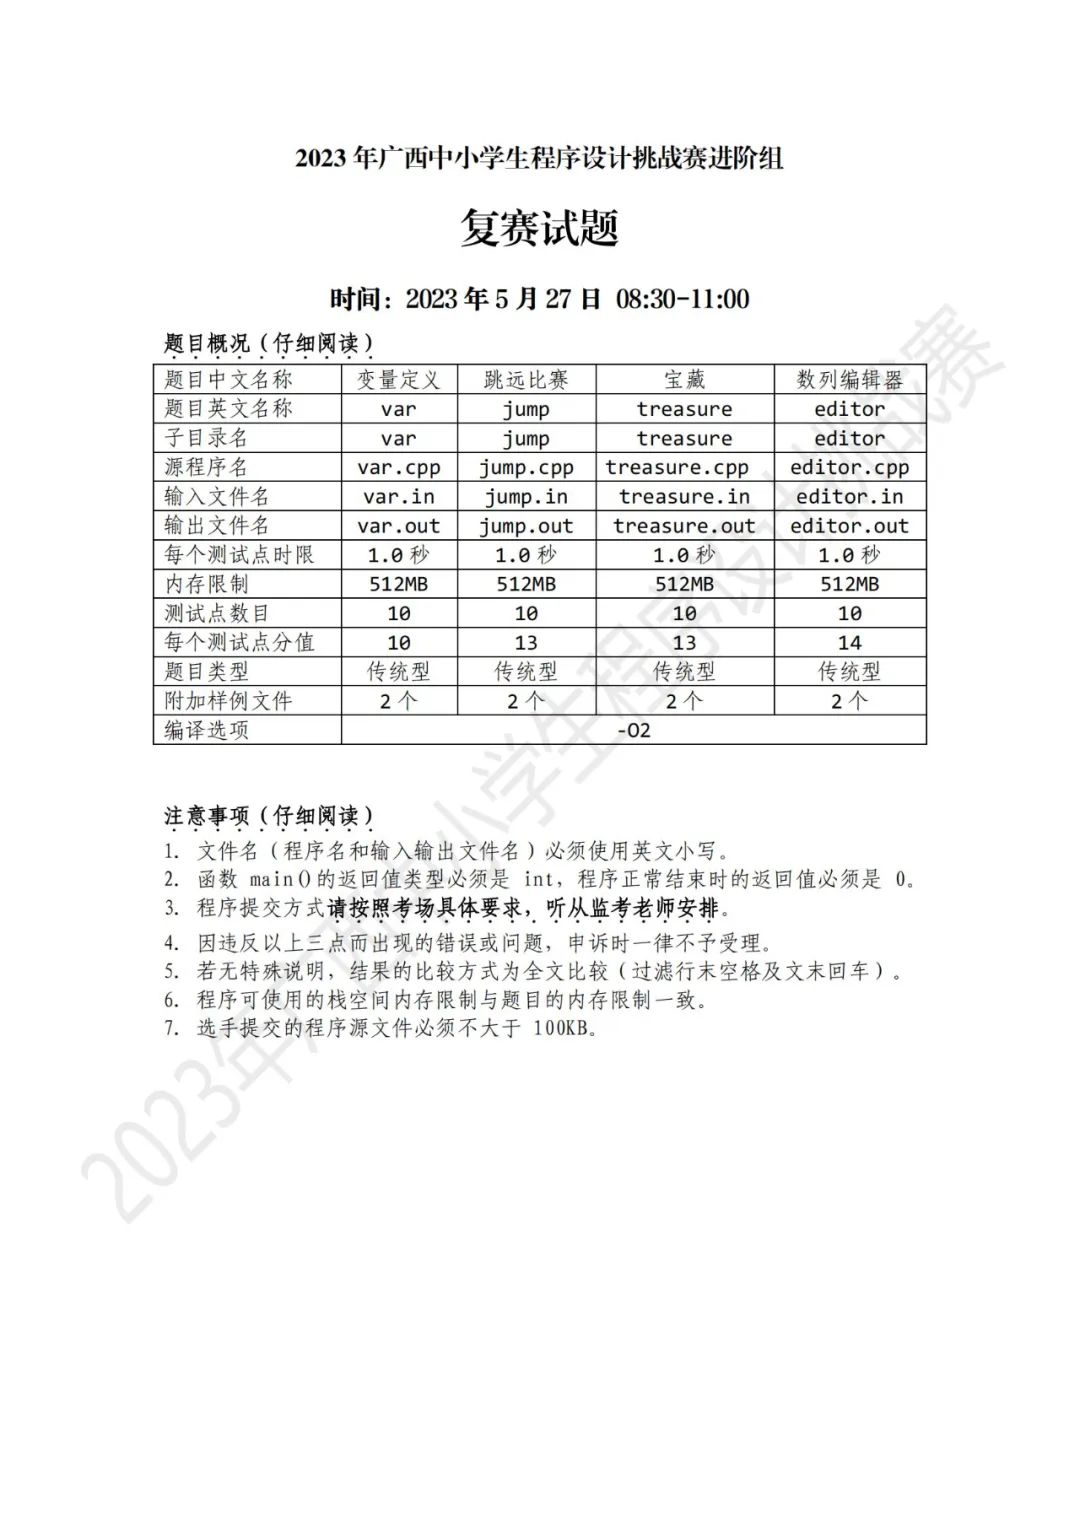 2023 年广西中小学生程序设计挑战赛进阶组
复赛试题
时间：2023 年 5 月 27 日 08:30-11:00
题目概况（仔细阅读）
题目中文名称 变量定义 跳远比赛 宝藏 数列编辑器
题目英文名称 var jump treasure editor
子目录名 var jump treasure editor
源程序名 var.cpp jump.cpp treasure.cpp editor.cpp
输入文件名 var.in jump.in treasure.in editor.in
输出文件名 var.out jump.out treasure.out editor.out
每个测试点时限 1.0 秒 1.0 秒 1.0 秒 1.0 秒
内存限制 512MB 512MB 512MB 512MB
测试点数目 10 10 10 10
每个测试点分值 10 13 13 14
题目类型 传统型 传统型 传统型 传统型
附加样例文件 2 个 2 个 2 个 2 个
编译选项 -O2
注意事项（仔细阅读）
1. 文件名（程序名和输入输出文件名）必须使用英文小写。
2. 函数 main()的返回值类型必须是 int，程序正常结束时的返回值必须是 0。
3. 程序提交方式请按照考场具体要求，听从监考老师安排。
4. 因违反以上三点而出现的错误或问题，申诉时一律不予受理。
5. 若无特殊说明，结果的比较方式为全文比较（过滤行末空格及文末回车）。
6. 程序可使用的栈空间内存限制与题目的内存限制一致。
7. 选手提交的程序源文件必须不大于 100KB。
2023年广西中小学生程序设计挑战赛